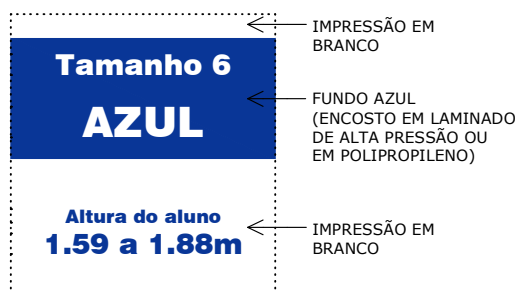 IMPRESSÃO EM
BRANCO
Tamanho 6
AZUL
FUNDO AZUL
(ENCOSTO EM LAMINADO
DE ALTA PRESSÃO OU
EM POLIPROPILENO)
Altura do aluno
1.59 a 1.88m
IMPRESSÃO EM
BRANCO